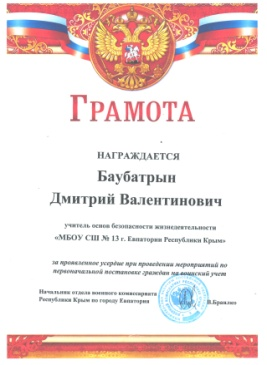 ГРАМОТА
НАГРАЖДАЕТСЯ
Баубатрын
Дмитрий Валентинович
учитель основ безопасности жизнедеятельности
«МБОУ СШ № 13 г. Евпатории Республики Крым»
за проявленное усердие при проведении мероприятий по
первоначальной постановке граждан на воинский учет
Начальник отдела военного комиссариата
Республики Крым по городу Евпатория